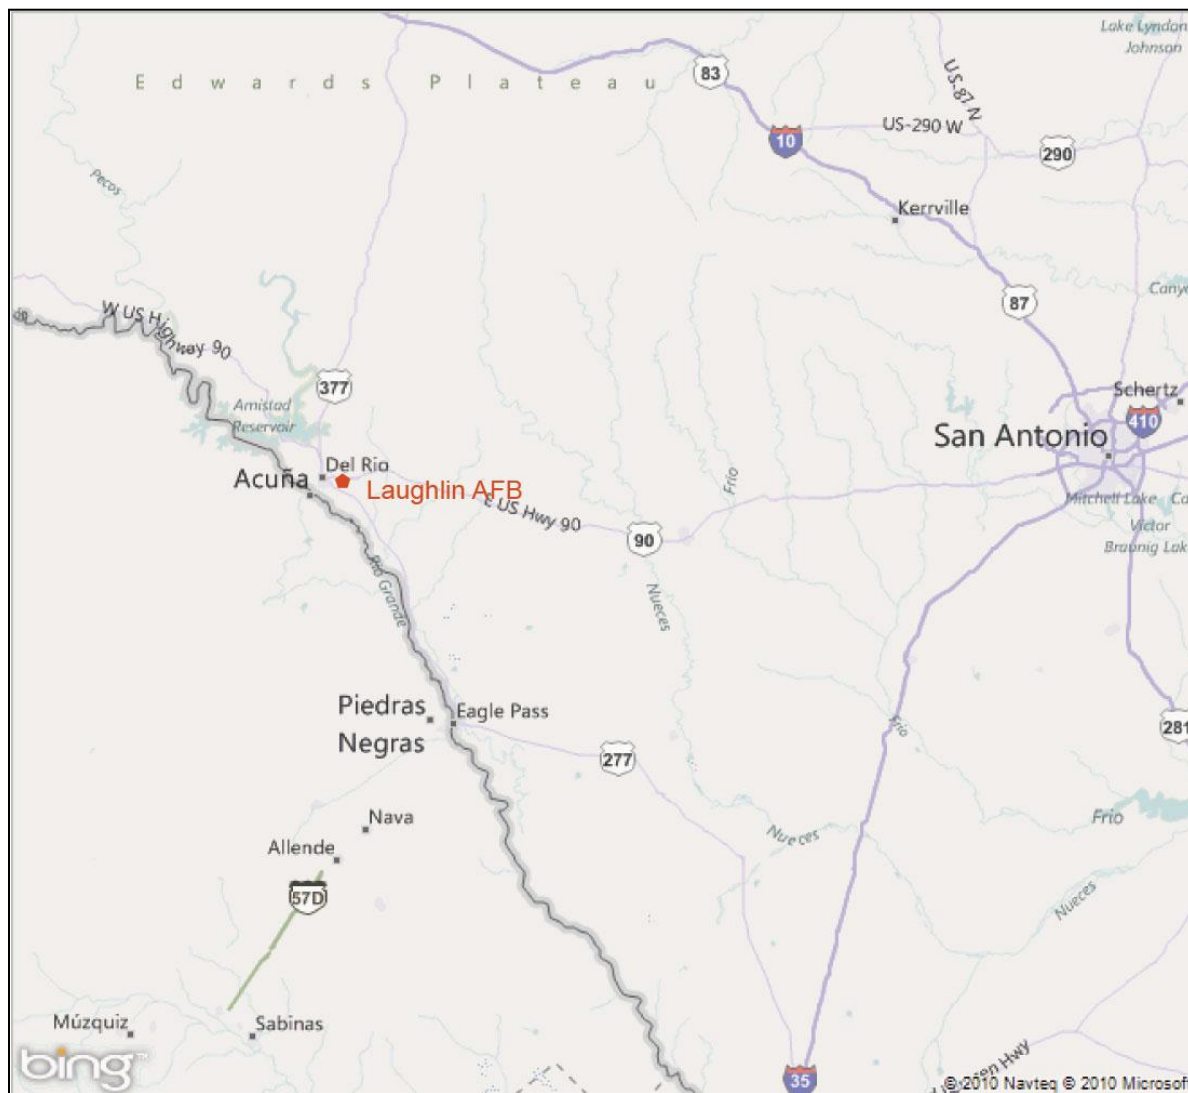 Lake Lyndon
Johnson
Edwards Plateau
83
US-87 N
10
US-290 W
290
Pecos
Kerrville
Canyo
87
W US Highway 90
377
Schertz
410
Amistad
Reservoir
San Antonio
Del Rio
Acuña
Laughlin AFB
Frio
E US Hwy 90
Mitchell Lake
Ca
90
Victor
Braunig Lak
Rio Grande
Nueces
Piedras
Negras
Eagle Pass
Frio
281
277
Nava
Frio
Nueces
Allende
57D
Nueces
Múzquiz
Sabinas
bing™
35
© 2010 Navteq © 2010 Microsoft